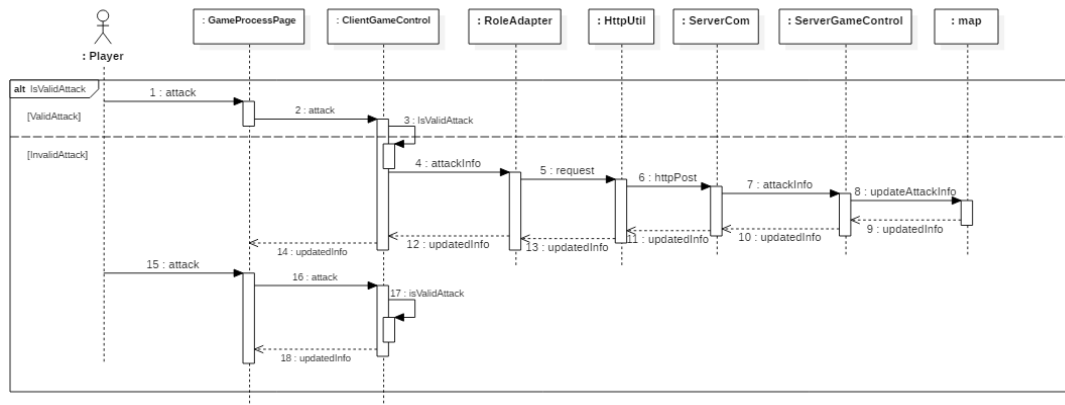 : GameProcessPage
: ClientGameControl
: RoleAdapter
: HttpUtil
: ServerCom
: ServerGameControl
: map
: Player
alt IsValidAttack
1 : attack
[ValidAttack]
2 : attack
3 : IsValidAttack
[InvalidAttack]
4 : attackInfo
5 : request
6 : httpPost
7 : attackInfo
8 : updateAttackInfo
9 : updatedInfo
10 : updatedInfo
11 : updatedInfo
13 : updatedInfo
12 : updatedInfo
14 : updatedInfo
15 : attack
16 : attack
17 : isValidAttack
18 : updatedInfo